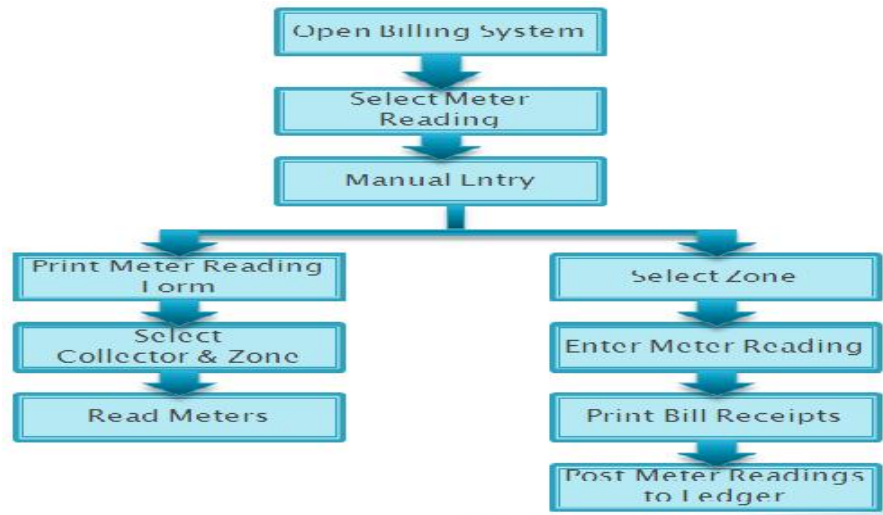 Open Billing System
Select Meter
Reading
Manual Entry
Print Meter Reading
Form
Select
Collector & Zone
Read Meters
Select Zone
Enter Meter Reading
Print Bill Receipts
Post Meter Readings
to Ledger